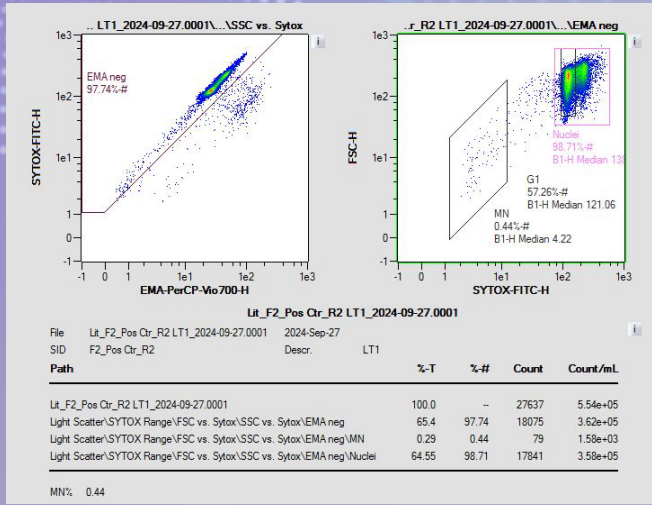 .. LT1_2024-09-27.0001\...\SSC vs. Sytox
i
1e3
1e2
1e1
1
0
-1
SYTOX-FITC-H
EMA neg
97.74%-#
-1 0 1 1e1 1e2 1e3
EMA-PerCP-Vio700-H
..r_R2 LT1_2024-09-27.0001\...\EMA neg
i
1e3
1e2
1e1
1
0
-1
FSC-H
Nuclei
98.71%-#
B1-H Median
G1
57.26%-#
B1-H Median 121.06
MN
0.44%-#
B1-H Median 4.22
-1 0 1 1e1 1e2 1e3
SYTOX-FITC-H
Lit_F2_Pos Ctr_R2 LT1_2024-09-27.0001
i
File Lit_F2_Pos Ctr_R2 LT1_2024-09-27.0001 2024-Sep-27
SID F2_Pos Ctr_R2 Descr. LT1
Path %-T %-# Count Count/mL
Lit_F2_Pos Ctr_R2 LT1_2024-09-27.0001 100.0 -- 27637 5.54e+05
Light Scatter\SYTOX Range\FSC vs. Sytox\SSC vs. Sytox\EMA neg 65.4 97.74 18075 3.62e+05
Light Scatter\SYTOX Range\FSC vs. Sytox\SSC vs. Sytox\EMA neg\MN 0.29 0.44 79 1.58e+03
Light Scatter\SYTOX Range\FSC vs. Sytox\SSC vs. Sytox\EMA neg\Nuclei 64.55 98.71 17841 3.58e+05
MN% 0.44